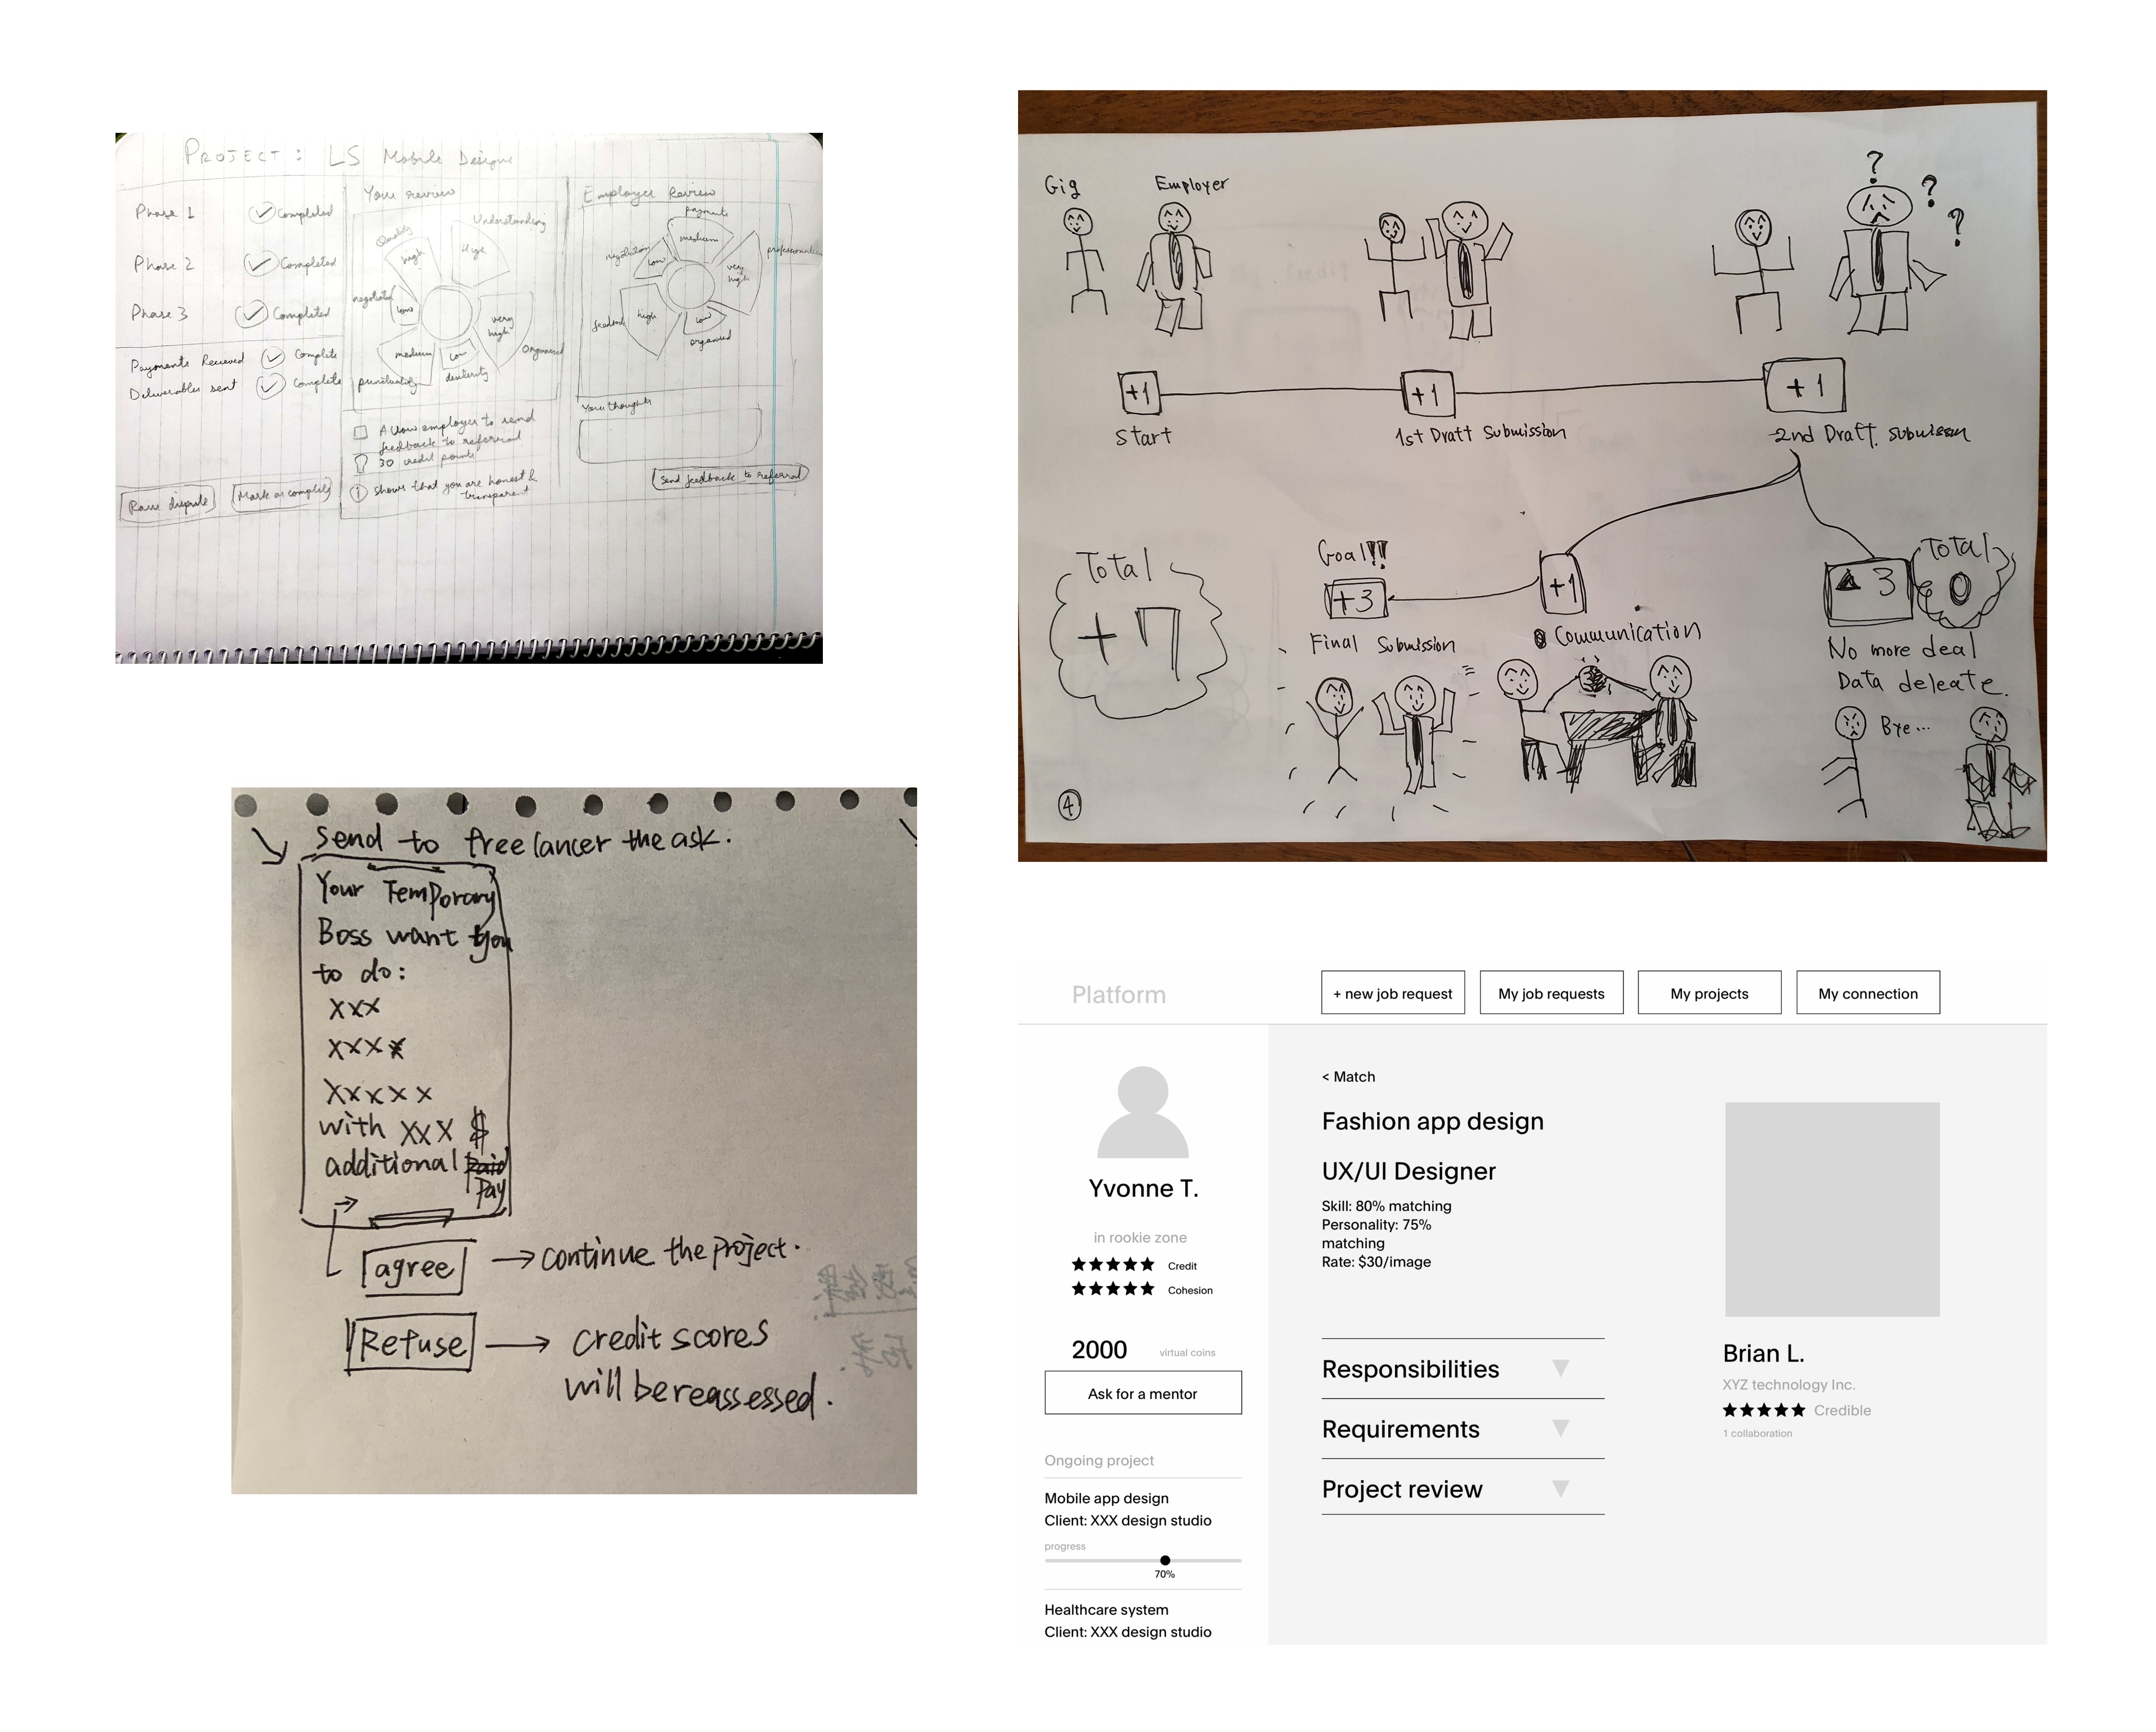 PROJECT: LS Mobile Designs
Phase 1 Completed
Phase 2 Completed
Phase 3 Completed
Payments Recieved Complete
Deliverables sent Complete
Raise dispute
Mark as complete
Your review
Quality
high
Understanding
High
negotiated
low
very high
Organised
medium
punctuality
low
dexterity
Allow employer to send
feedback to referral
30 credit points
shows that you are honest &
transparent
Employer Review
payments
medium
negotiation
low
very high
feedback
high
low
organised
Your thoughts
Send feedback to referral
Gig
Employer
?
?
?
+1
+1
+1
Start
1st Dratt Submission
2nd Dratt. submission
Total
+7
Goal!!!
+3
Final Submission
+1
Communication
▲ 3
Total
0
No more deal
Data deleate.
Bye...
4
Send to freelancer the ask.
Your Temporary
Boss want you
to do:
XXX
XXX
XXXXX
with XXX $
additional
Pay
agree → continue the project.
Refuse → credit scores
will be reassessed.
Platform
+ new job request
My job requests
My projects
My connection
Yvonne T.
in rookie zone
★★★★★ Credit
★★★★★ Cohesion
2000 virtual coins
Ask for a mentor
Ongoing project
Mobile app design
Client: XXX design studio
progress
70%
Healthcare system
Client: XXX design studio
< Match
Fashion app design
UX/UI Designer
Skill: 80% matching
Personality: 75%
matching
Rate: $30/image
Responsibilities
Requirements
Project review
Brian L.
XYZ technology Inc.
★★★★★ Credible
1 collaboration